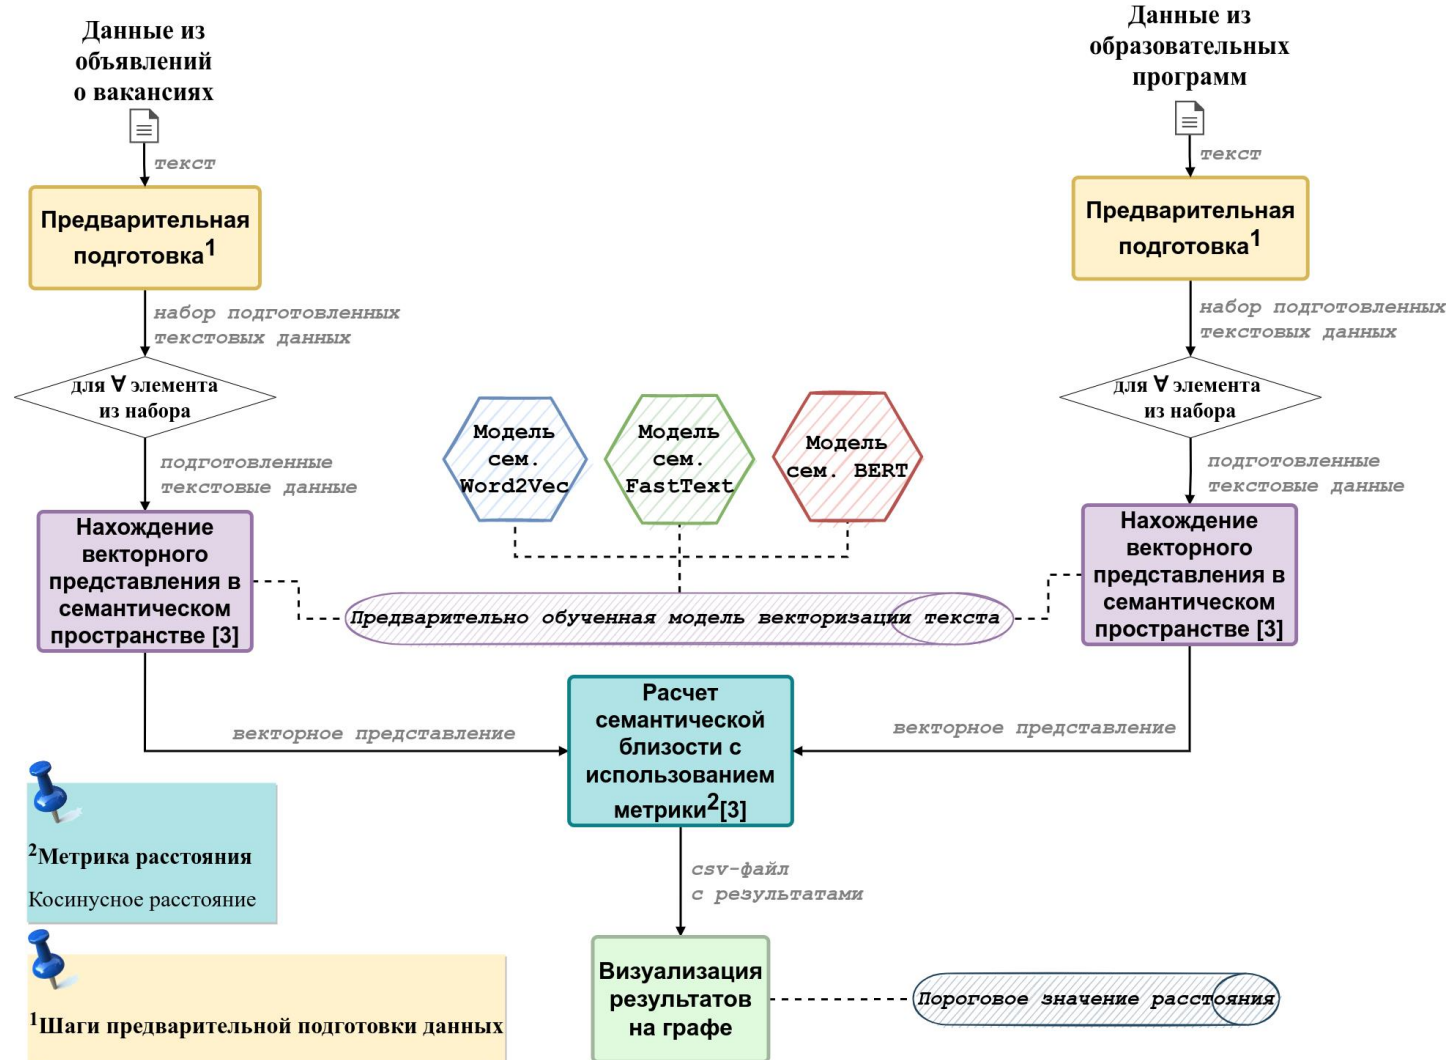 Данные из
объявлений
о вакансиях
текст
Предварительная
подготовка1
набор подготовленных
текстовых данных
для ∀ элемента
из набора
подготовленные
текстовые данные
Нахождение
векторного
представления в
семантическом
пространстве [3]
Данные из
образовательных
программ
текст
Предварительная
подготовка1
набор подготовленных
текстовых данных
для ∀ элемента
из набора
подготовленные
текстовые данные
Нахождение
векторного
представления в
семантическом
пространстве [3]
Модель
сем.
Word2Vec
Модель
сем.
FastText
Модель
сем. BERT
Предварительно обученная модель векторизации текста
векторное представление
векторное представление
Расчет
семантической
близости с
использованием
метрики2[3]
csv-файл
с результатами
Визуализация
результатов
на графе
Пороговое значение расстояния
2Метрика расстояния
Косинусное расстояние
1Шаги предварительной подготовки данных